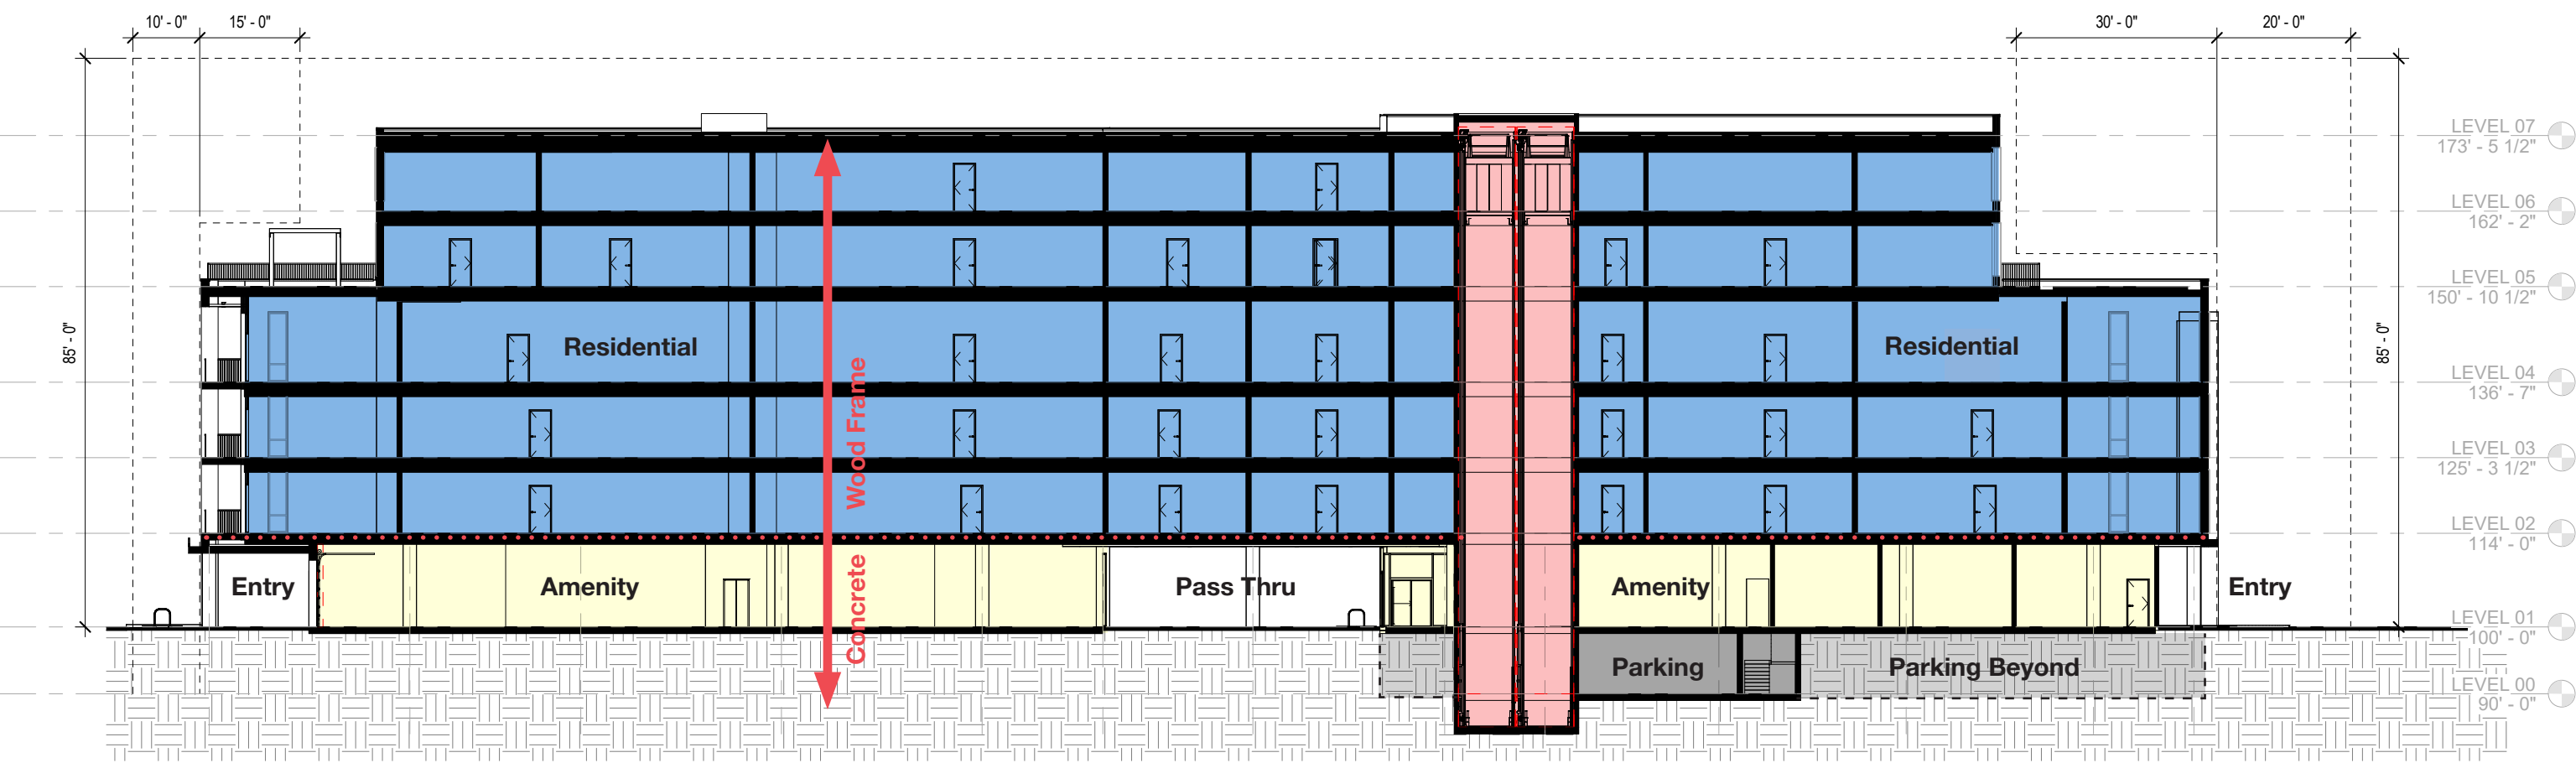 10' - 0"
15' - 0"
30' - 0"
20' - 0"
85' - 0"
85' - 0"
LEVEL 07
173' - 5 1/2"
LEVEL 06
162' - 2"
LEVEL 05
150' - 10 1/2"
Residential
Residential
LEVEL 04
136' - 7"
Wood Frame
LEVEL 03
125' - 3 1/2"
LEVEL 02
114' - 0"
Entry
Amenity
Concrete
Pass Thru
Amenity
Entry
LEVEL 01
100' - 0"
Parking
Parking Beyond
LEVEL 00
90' - 0"